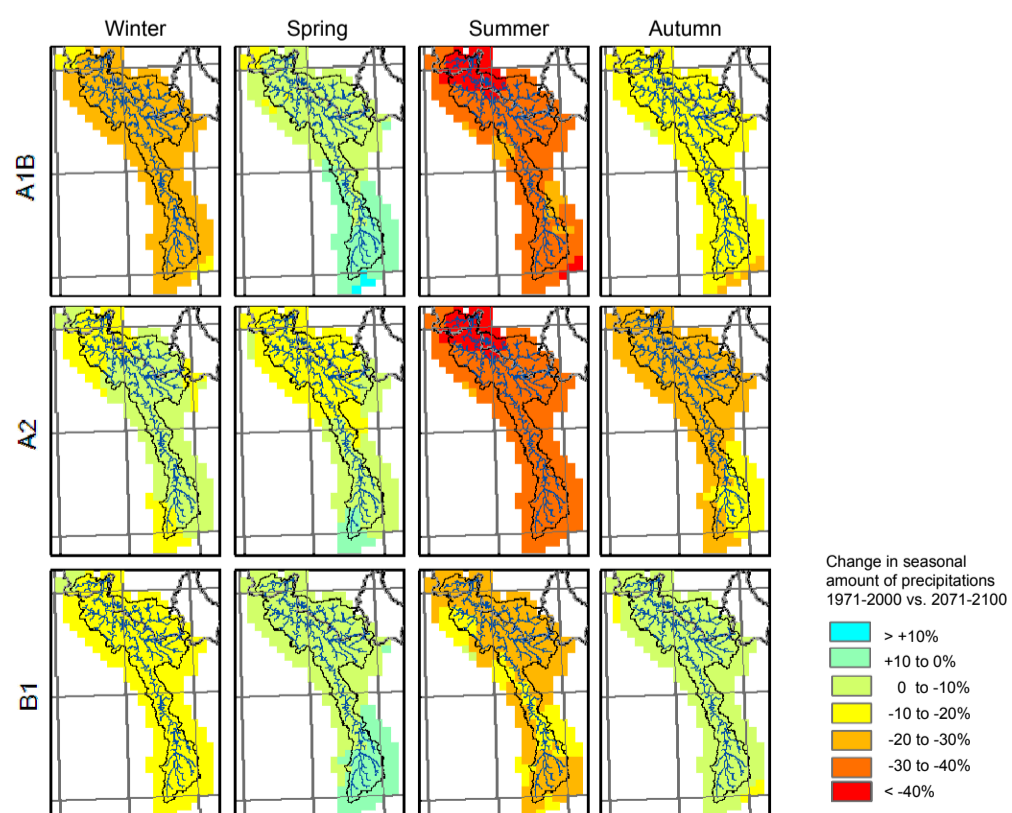 Winter Spring Summer Autumn
A1B
A2
B1
Change in seasonal
amount of precipitations
1971-2000 vs. 2071-2100
> +10%
+10 to 0%
0 to -10%
-10 to -20%
-20 to -30%
-30 to -40%
< -40%